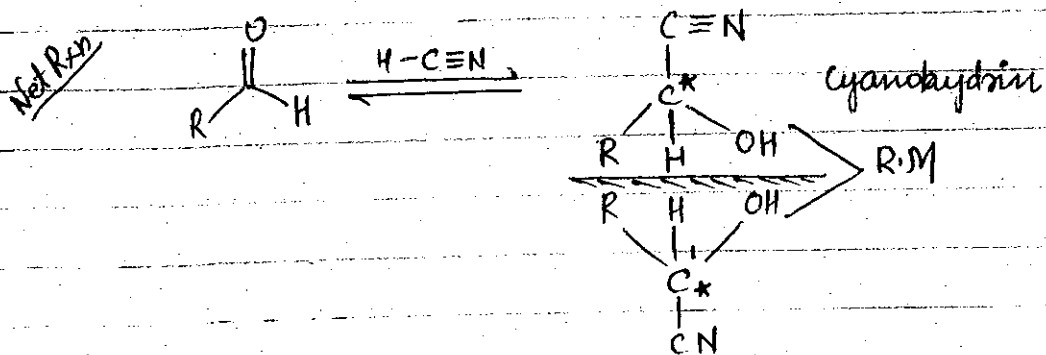 Net Rxn
O
R
H
H-C≡N
C≡N
C*
R
H
OH
Cyanohydrin
R.M
R
H
OH
C*
CN